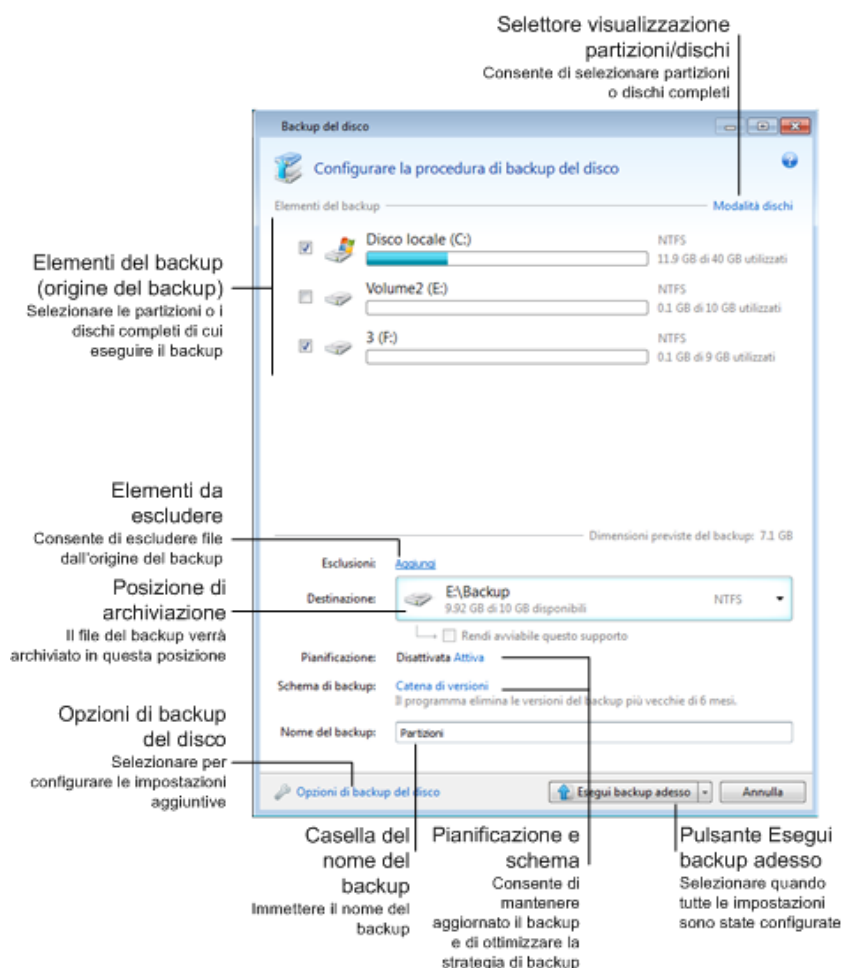 Selettore visualizzazione
partizioni/dischi
Consente di selezionare partizioni
o dischi completi
Backup del disco
Configurare la procedura di backup del disco
Elementi del backup
Modalità dischi
Disco locale (C:)
NTFS
11.9 GB di 40 GB utilizzati
Volume2 (E:)
NTFS
0.1 GB di 10 GB utilizzati
3 (F:)
NTFS
0.1 GB di 9 GB utilizzati
Elementi del backup
(origine del backup)
Selezionare le partizioni o i
dischi completi di cui
eseguire il backup
Elementi da
escludere
Consente di escludere file
dall'origine del backup
Dimensioni previste del backup: 7.1 GB
Esclusioni: Aggiungi
Posizione di
archiviazione
Il file del backup verrà
archiviato in questa posizione
Destinazione:
E:\Backup
9.92 GB di 10 GB disponibili
NTFS
Rendi avviabile questo supporto
Pianificazione: Disattivata Attiva
Schema di backup: Catena di versioni
Il programma elimina le versioni del backup più vecchie di 6 mesi.
Nome del backup: Partizioni
Opzioni di backup
del disco
Selezionare per
configurare le impostazioni
aggiuntive
Opzioni di backup del disco
Esegui backup adesso
Annulla
Casella del
nome del
backup
Immettere il nome del
backup
Pianificazione e
schema
Consente di
mantenere
aggiornato il backup
e di ottimizzare la
strategia di backup
Pulsante Esegui
backup adesso
Selezionare quando
tutte le impostazioni
sono state configurate